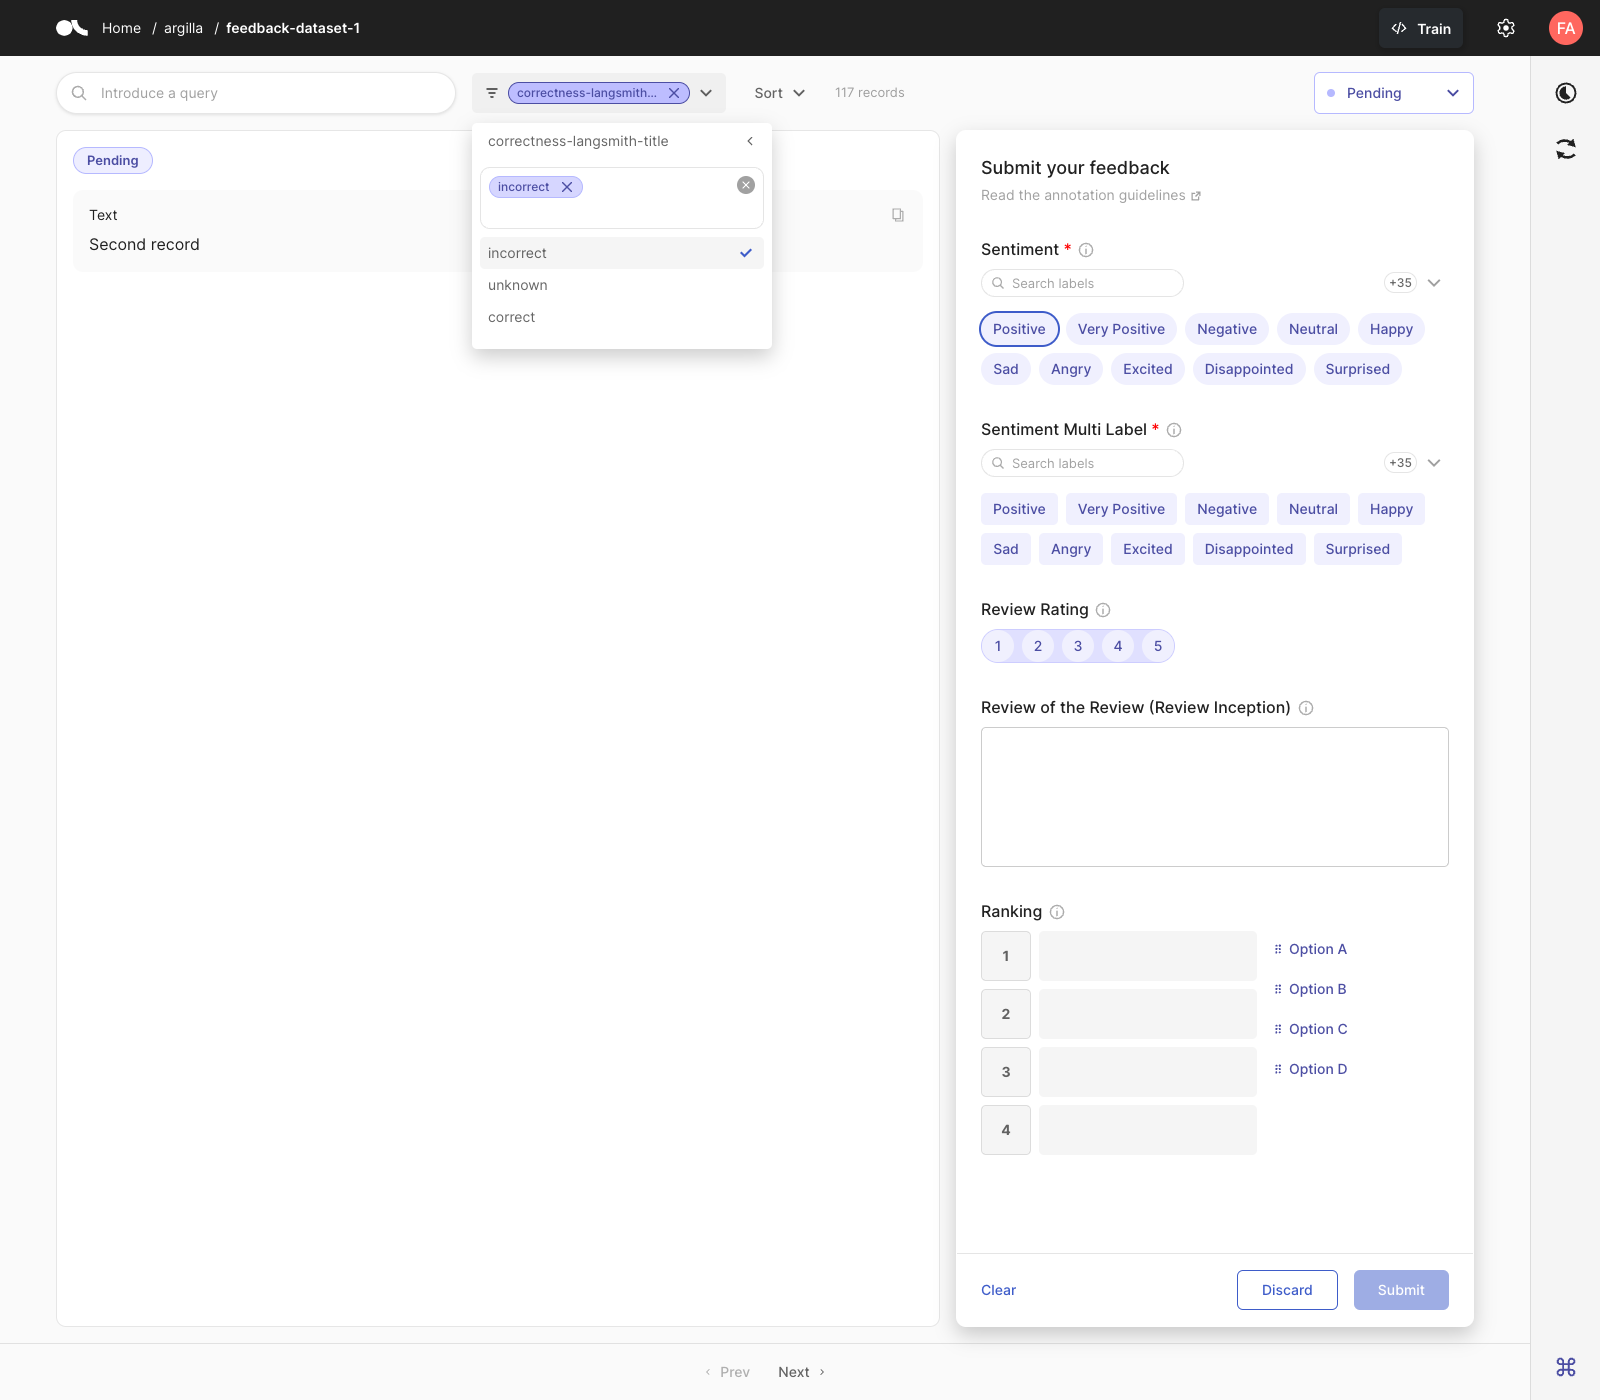 Home / argilla / feedback-dataset-1
Train
FA
Introduce a query
correctness-langsmith...
Sort
117 records
Pending
correctness-langsmith-title
incorrect
incorrect
unknown
correct
Pending
Text
Second record
Submit your feedback
Read the annotation guidelines
Sentiment *
Search labels
+35
Positive Very Positive Negative Neutral Happy
Sad Angry Excited Disappointed Surprised
Sentiment Multi Label *
Search labels
+35
Positive Very Positive Negative Neutral Happy
Sad Angry Excited Disappointed Surprised
Review Rating
1 2 3 4 5
Review of the Review (Review Inception)
Ranking
1
2
3
4
Option A
Option B
Option C
Option D
Clear
Discard
Submit
Prev
Next